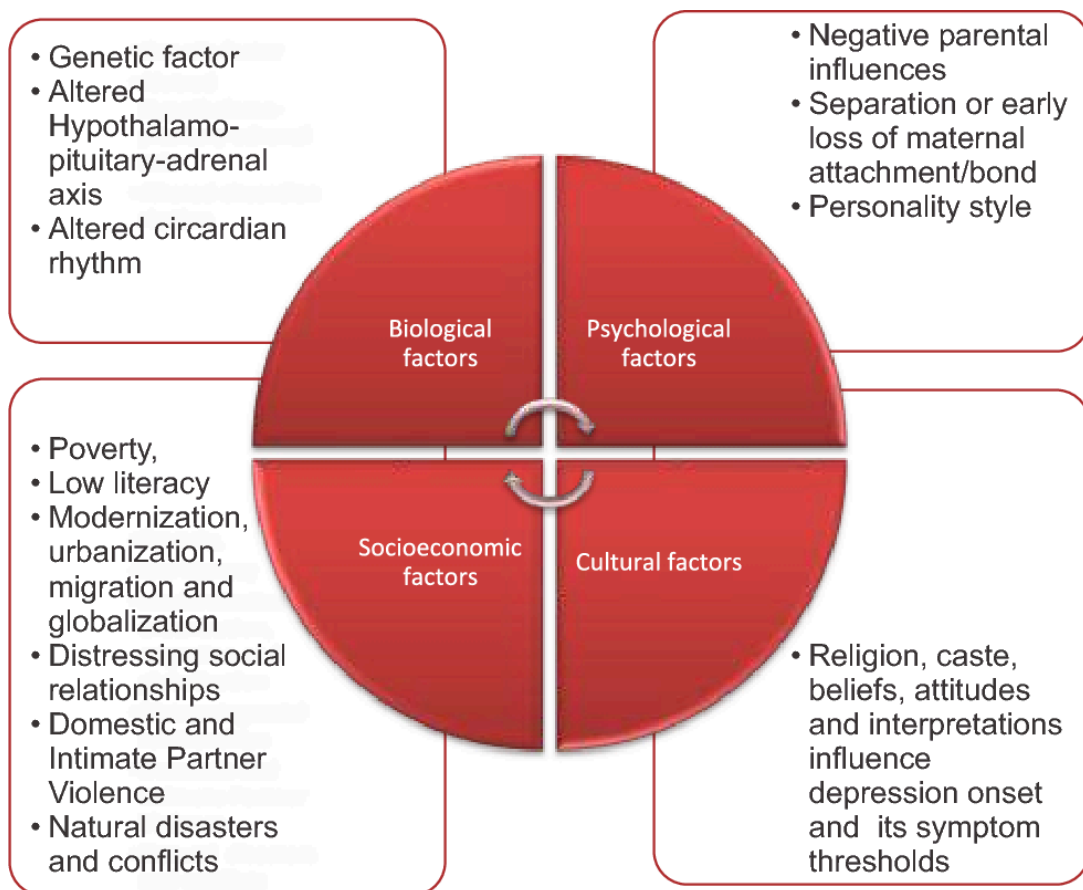 • Genetic factor
• Altered
Hypothalamo-
pituitary-adrenal
axis
• Altered circardian
rhythm
• Negative parental
influences
• Separation or early
loss of maternal
attachment/bond
• Personality style
Biological
factors
Psychological
factors
Socioeconomic
factors
Cultural factors
• Poverty,
• Low literacy
• Modernization,
urbanization,
migration and
globalization
• Distressing social
relationships
• Domestic and
Intimate Partner
Violence
• Natural disasters
and conflicts
• Religion, caste,
beliefs, attitudes
and interpretations
influence
depression onset
and its symptom
thresholds